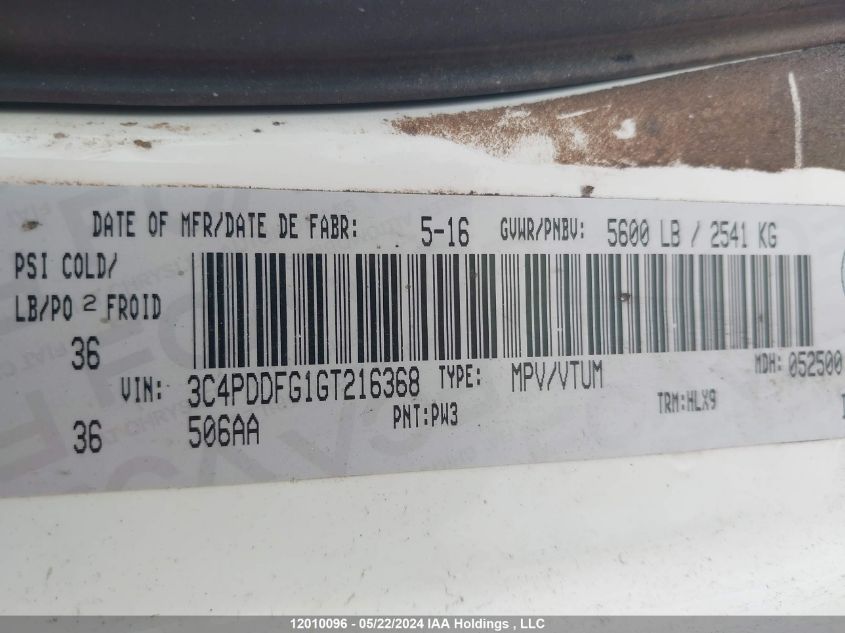 DATE OF MFR/DATE DE FABR: 5-16 GVWR/PNBV: 5600 LB / 2541 KG
PSI COLD/
LB/PO 2 FROID
36
VIN: 3C4PDDFG1GT216368 TYPE: MPV/VTUM MDH: 052500
36 506AA PNT:PW3 TRM:HLX9
12010096 - 05/22/2024 IAA Holdings , LLC